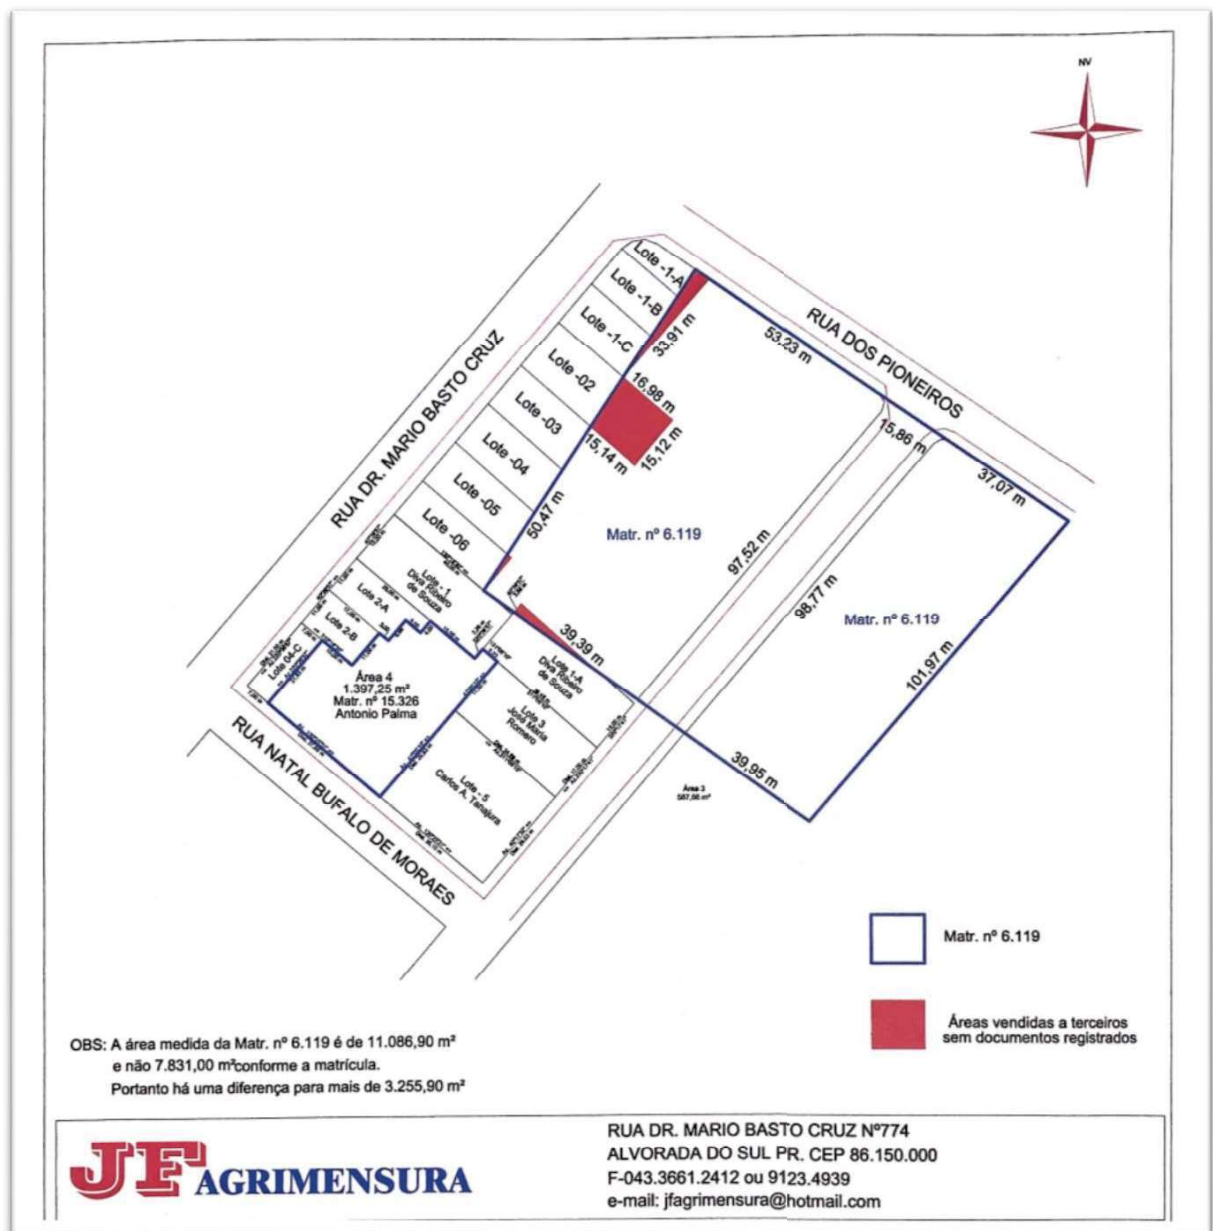 NV
RUA DR. MARIO BASTO CRUZ
RUA DOS PIONEIROS
Lote -1-A
Lote -1-B
Lote -1-C
Lote -02
Lote -03
Lote -04
Lote -05
Lote -06
33,91 m
53,23 m
16,98 m
15,14 m
15,12 m
15,86 m
37,07 m
50,47 m
Matr. nº 6.119
97,52 m
98,77 m
Matr. nº 6.119
101,97 m
39,39 m
39,95 m
Lote - 1
Diva Ribeiro
de Souza
Lote 2-A
Lote 2-B
Lote 04-C
Área 4
1.397,25 m²
Matr. nº 15.326
Antonio Palma
Lote 1-A
Diva Ribeiro
de Souza
Lote 3
José Maria
Romero
Lote - 5
Carlos A. Tanajura
Área 3
RUA NATAL BUFALO DE MORAES
Matr. nº 6.119
Áreas vendidas a terceiros
sem documentos registrados
OBS: A área medida da Matr. nº 6.119 é de 11.086,90 m²
e não 7.831,00 m²conforme a matrícula.
Portanto há uma diferença para mais de 3.255,90 m²
JF AGRIMENSURA
RUA DR. MARIO BASTO CRUZ Nº774
ALVORADA DO SUL PR. CEP 86.150.000
F-043.3661.2412 ou 9123.4939
e-mail: jfagrimensura@hotmail.com